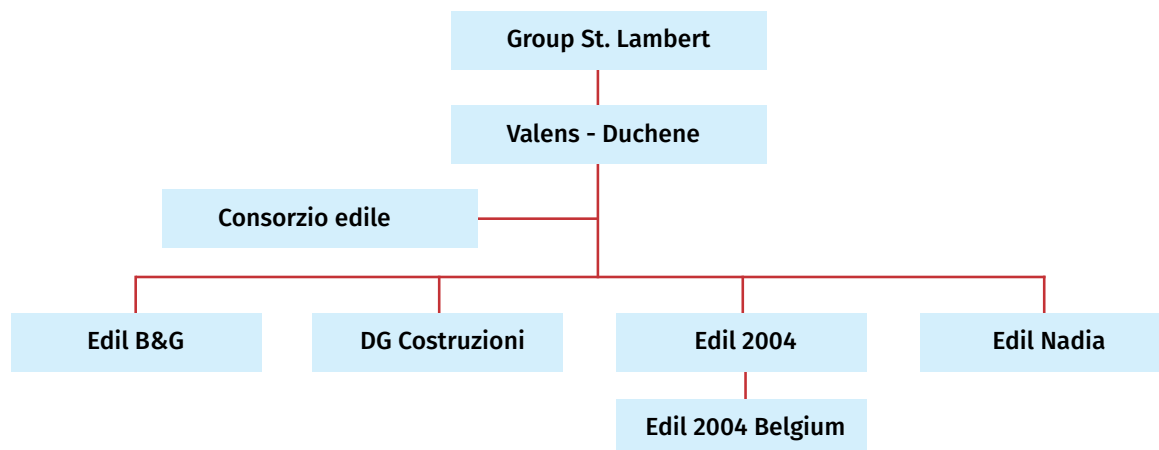 Group St. Lambert
Valens - Duchene
Consorzio edile
Edil B&G
DG Costruzioni
Edil 2004
Edil Nadia
Edil 2004 Belgium